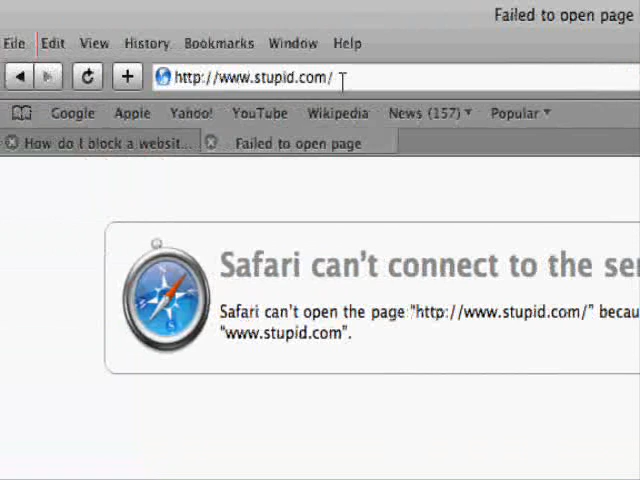 Failed to open page
File Edit View History Bookmarks Window Help
http://www.stupid.com/
Google Apple Yahoo! YouTube Wikipedia News (157) Popular
How do I block a websit... Failed to open page
Safari can't connect to the se
Safari can't open the page "http://www.stupid.com/" becau
"www.stupid.com".